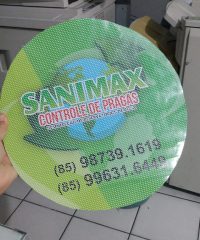 SANIMAX
CONTROLE DE PRAGAS
(85) 98739.1619
(85) 99631.6449